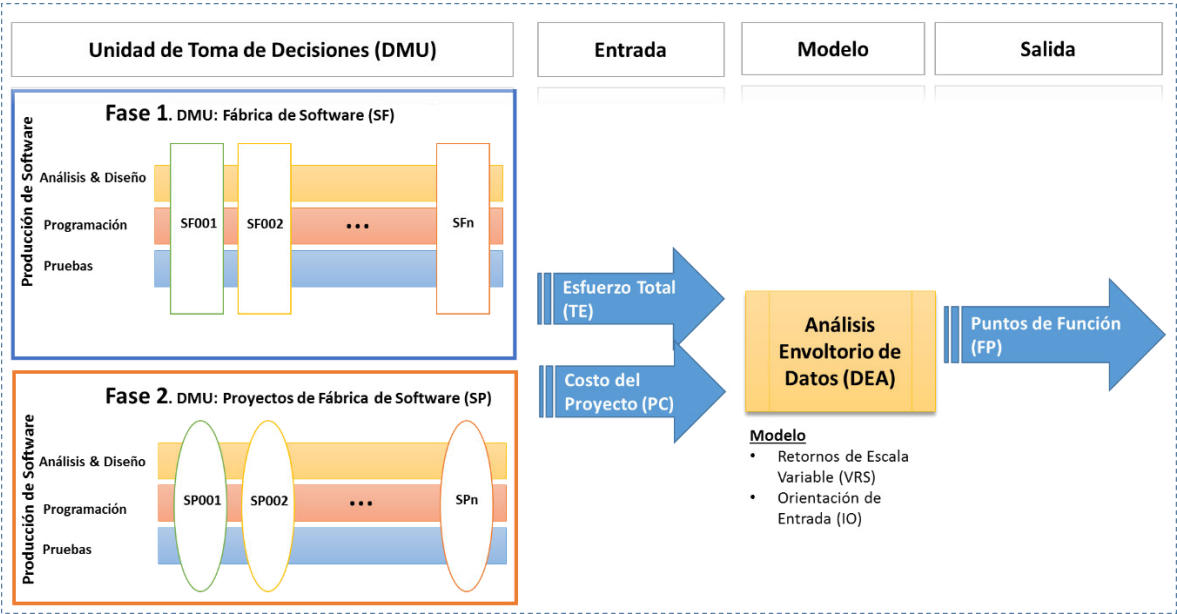 Unidad de Toma de Decisiones (DMU)
Entrada
Modelo
Salida
Fase 1. DMU: Fábrica de Software (SF)
Producción de Software
Análisis & Diseño
Programación
Pruebas
SF001
SF002
...
SFn
Fase 2. DMU: Proyectos de Fábrica de Software (SP)
Producción de Software
Análisis & Diseño
Programación
Pruebas
SP001
SP002
...
SPn
Esfuerzo Total
(TE)
Costo del
Proyecto (PC)
Análisis
Envoltorio de
Datos (DEA)
Modelo
• Retornos de Escala
Variable (VRS)
• Orientación de
Entrada (IO)
Puntos de Función
(FP)